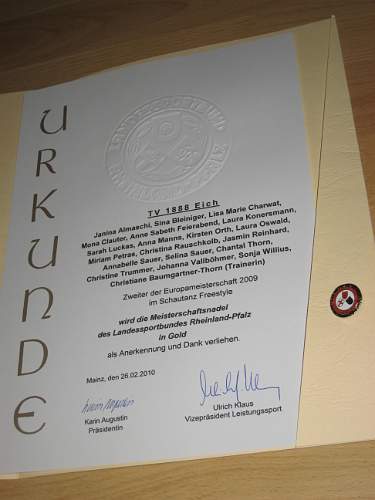 URKUNDE
LANDESSPORTBUND
TV 1888 Eich
Janina Almaschi, Sina Bleiniger, Lisa Marie Charwat,
Mona Clauter, Anne Sabeth Feierabend, Laura Konersmann,
Sarah Luckas, Anna Manns, Kirsten Orth, Laura Oswald,
Miriam Petras, Christina Rauschkolb, Jasmin Reinhard,
Annabelle Sauer, Selina Sauer, Chantal Thorn,
Christine Trummer, Johanna Vallböhmer, Sonja Willius,
Christiane Baumgartner-Thorn (Trainerin)
Zweiter der Europameisterschaft 2009
im Schautanz Freestyle
wird die Meisterschaftsnadel
des Landessportbundes Rheinland-Pfalz
in Gold
als Anerkennung und Dank verliehen.
Mainz, den 26.02.2010
Karin Augustin
Präsidentin
Ulrich Klaus
Vizepräsident Leistungssport